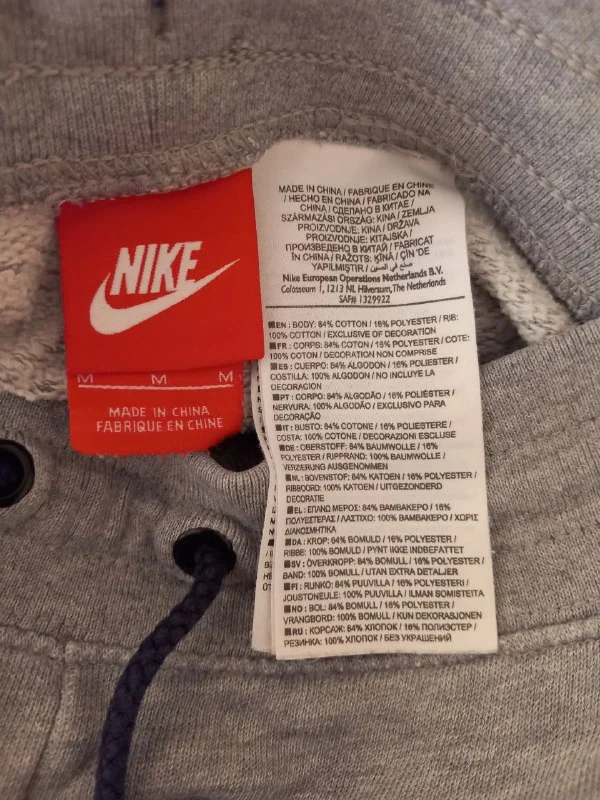 NIKE
M M M
MADE IN CHINA
FABRIQUE EN CHINE
MADE IN CHINA / FABRIQUE EN CHINE
/ HECHO EN CHINA / FABRICADO NA
CHINA / СДЕЛАНО В КИТАЕ /
SZÁRMAZÁSI ORSZÁG: KINA / ZEMLJA
PROIZVODNJE: KINA / DRŽAVA
PROIZVODNJE: KITAJSKA /
ПРОИЗВЕДЕНО В КИТАЙ / FABRICAT
ÎN CHINA / RAŽOTS: ĶĪNĀ / ÇİN'DE
YAPILMIŞTIR / صنع في الصين
Nike European Operations Netherlands B.V.
Colosseum 1, 1213 NL Hilversum, The Netherlands
SAF# 1329922
EN : BODY: 84% COTTON / 16% POLYESTER / RIB:
100% COTTON / EXCLUSIVE OF DECORATION
FR : CORPS: 84% COTON / 16% POLYESTER / COTE:
100% COTON / DECORATION NON COMPRISE
ES : CUERPO: 84% ALGODON / 16% POLIESTER /
COSTILLA: 100% ALGODON / NO INCLUYE LA
DECORACION
PT : CORPO: 84% ALGODÃO / 16% POLIÉSTER /
NERVURA: 100% ALGODÃO / EXCLUSIVO PARA
DECORAÇÃO
IT : BUSTO: 84% COTONE / 16% POLIESTERE /
COSTA: 100% COTONE / DECORAZIONI ESCLUSE
DE : OBERSTOFF: 84% BAUMWOLLE / 16%
POLYESTER / RIPPRAND: 100% BAUMWOLLE /
VERZIERUNG AUSGENOMMEN
NL : BOVENSTOF: 84% KATOEN / 16% POLYESTER /
RIBBOORD: 100% KATOEN / UITGEZONDERD
DECORATIE
EL : ΕΠΑΝΩ ΜΕΡΟΣ: 84% ΒΑΜΒΑΚΕΡΟ / 16%
ΠΟΛΥΕΣΤΕΡΑΣ / ΛΑΣΤΙΧΟ: 100% ΒΑΜΒΑΚΕΡΟ / ΧΩΡΙΣ
ΔΙΑΚΟΣΜΗΤΙΚΑ
DA : KROP: 84% BOMULD / 16% POLYESTER /
RIBBE: 100% BOMULD / PYNT IKKE INDBEFATTET
SV : ÖVERKROPP: 84% BOMULL / 16% POLYESTER /
BAND: 100% BOMULL / UTAN EXTRA DETALJER
FI : RUNKO: 84% PUUVILLA / 16% POLYESTERI /
JOUSTONEULE: 100% PUUVILLA / ILMAN SOMISTEITA
NO : BOL: 84% BOMULL / 16% POLYESTER /
VRANGBORD: 100% BOMULL / KUN DEKORASJONEN
RU : КОРСАЖ: 84% ХЛОПОК / 16% ПОЛИЭСТЕР /
РЕЗИНКА: 100% ХЛОПОК / БЕЗ УКРАШЕНИЙ